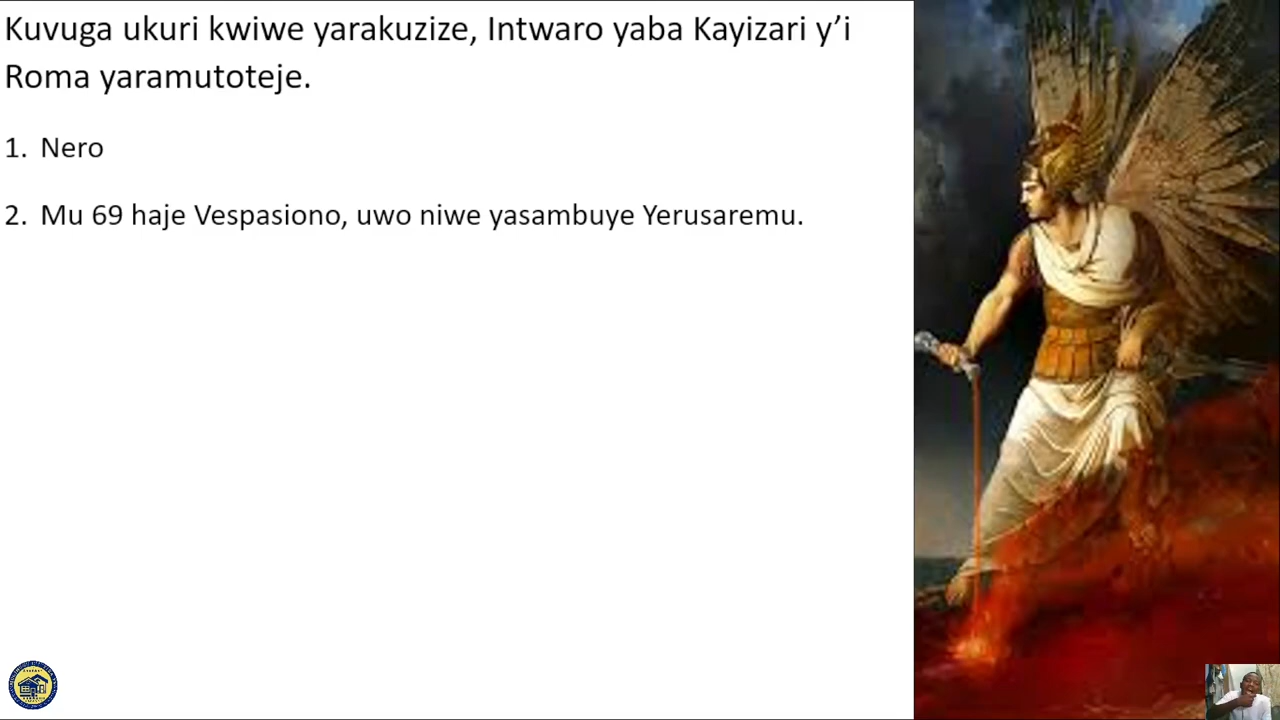 Kuvuga ukuri kwiwe yarakuzize, Intwaro yaba Kayizari y’i
Roma yaramutoteje.
1. Nero
2. Mu 69 haje Vespasiono, uwo niwe yasambuye Yerusaremu.